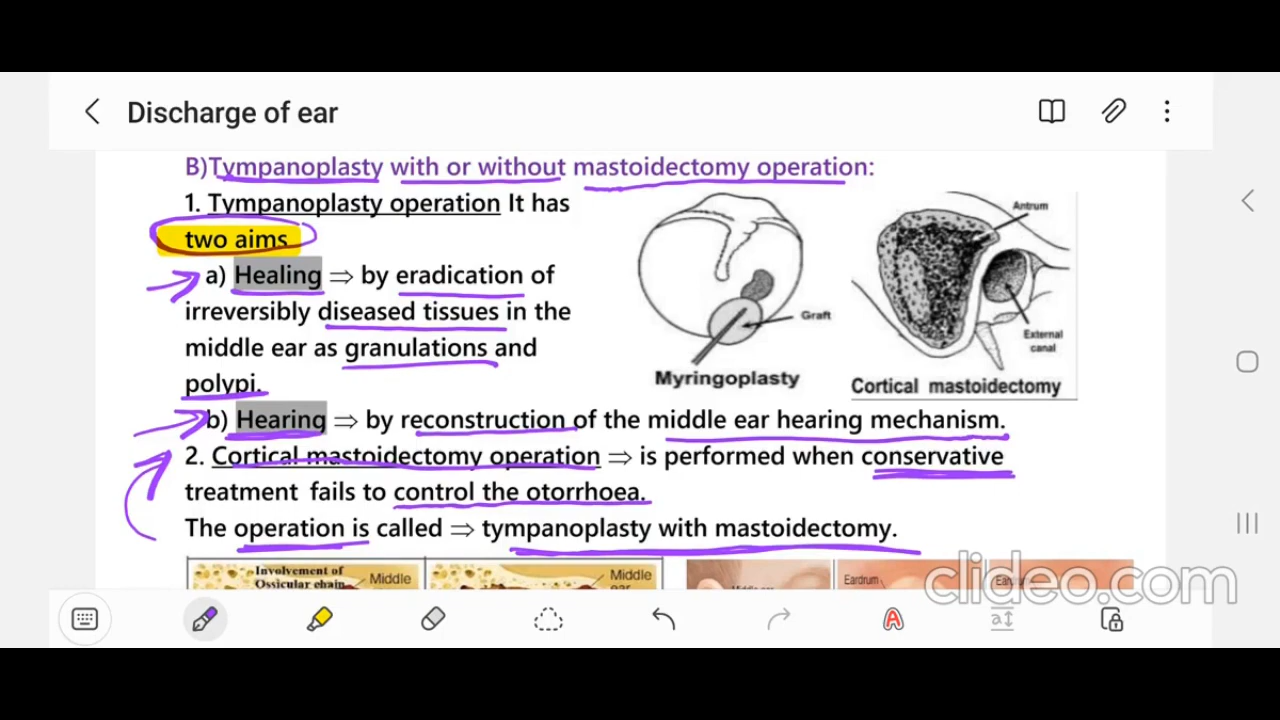 Discharge of ear
B)Tympanoplasty with or without mastoidectomy operation:
1. Tympanoplasty operation It has
two aims
a) Healing ⇒ by eradication of
irreversibly diseased tissues in the
middle ear as granulations and
polypi.
Graft
Myringoplasty
Antrum
External
canal
Cortical mastoidectomy
b) Hearing ⇒ by reconstruction of the middle ear hearing mechanism.
2. Cortical mastoidectomy operation ⇒ is performed when conservative
treatment fails to control the otorrhoea.
The operation is called ⇒ tympanoplasty with mastoidectomy.
Involvement of
Ossicular chain
Middle
Middle
Eardrum
clideo.com
A